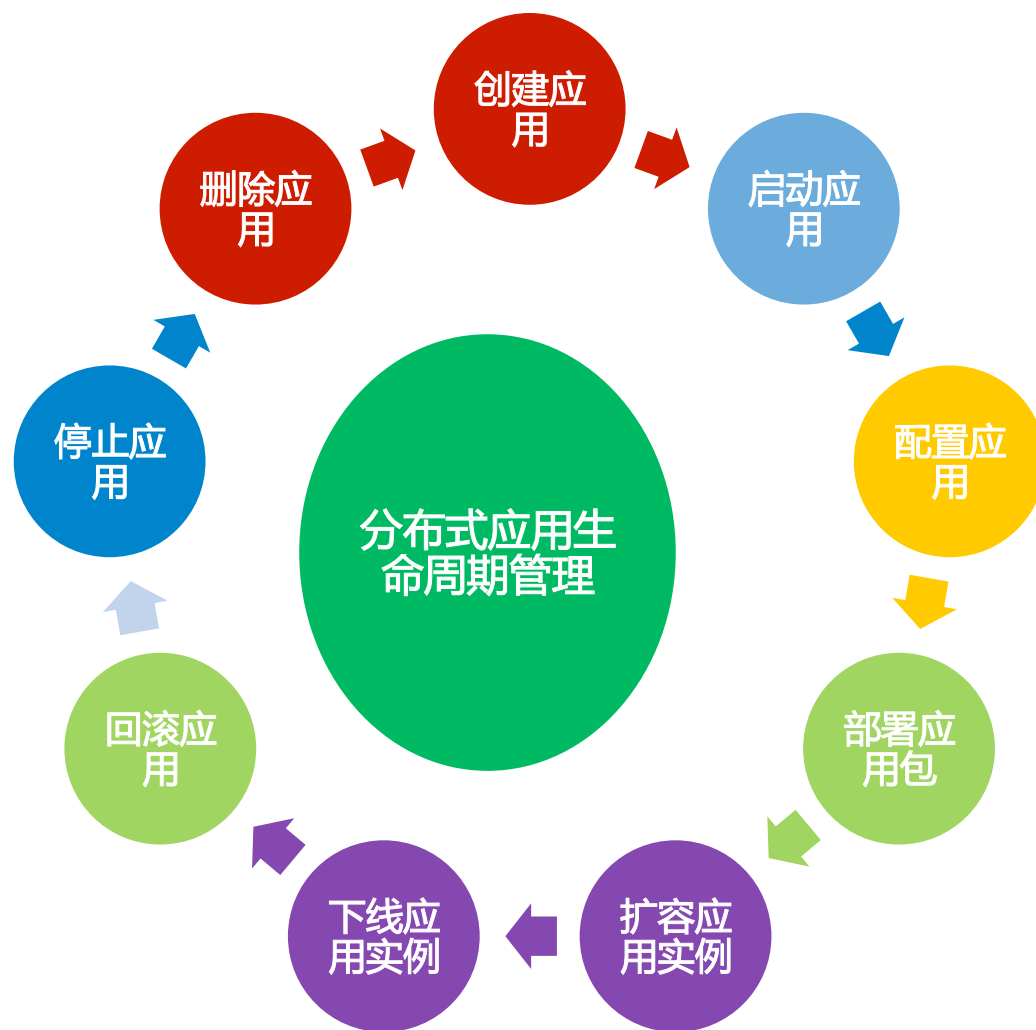 创建应
用
启动应
用
配置应
用
部署应
用包
扩容应
用实例
下线应
用实例
回滚应
用
停止应
用
删除应
用
分布式应用生
命周期管理